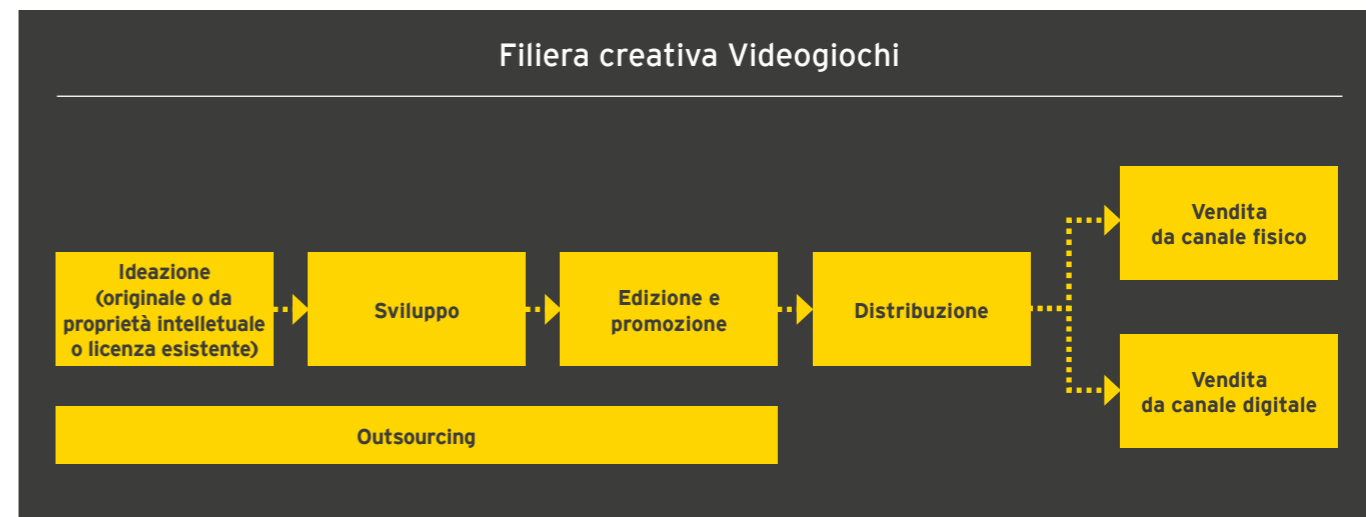 Filiera creativa Videogiochi
Ideazione
(originale o da
proprietà intelletuale
o licenza esistente)
Sviluppo
Edizione e
promozione
Distribuzione
Vendita
da canale fisico
Vendita
da canale digitale
Outsourcing